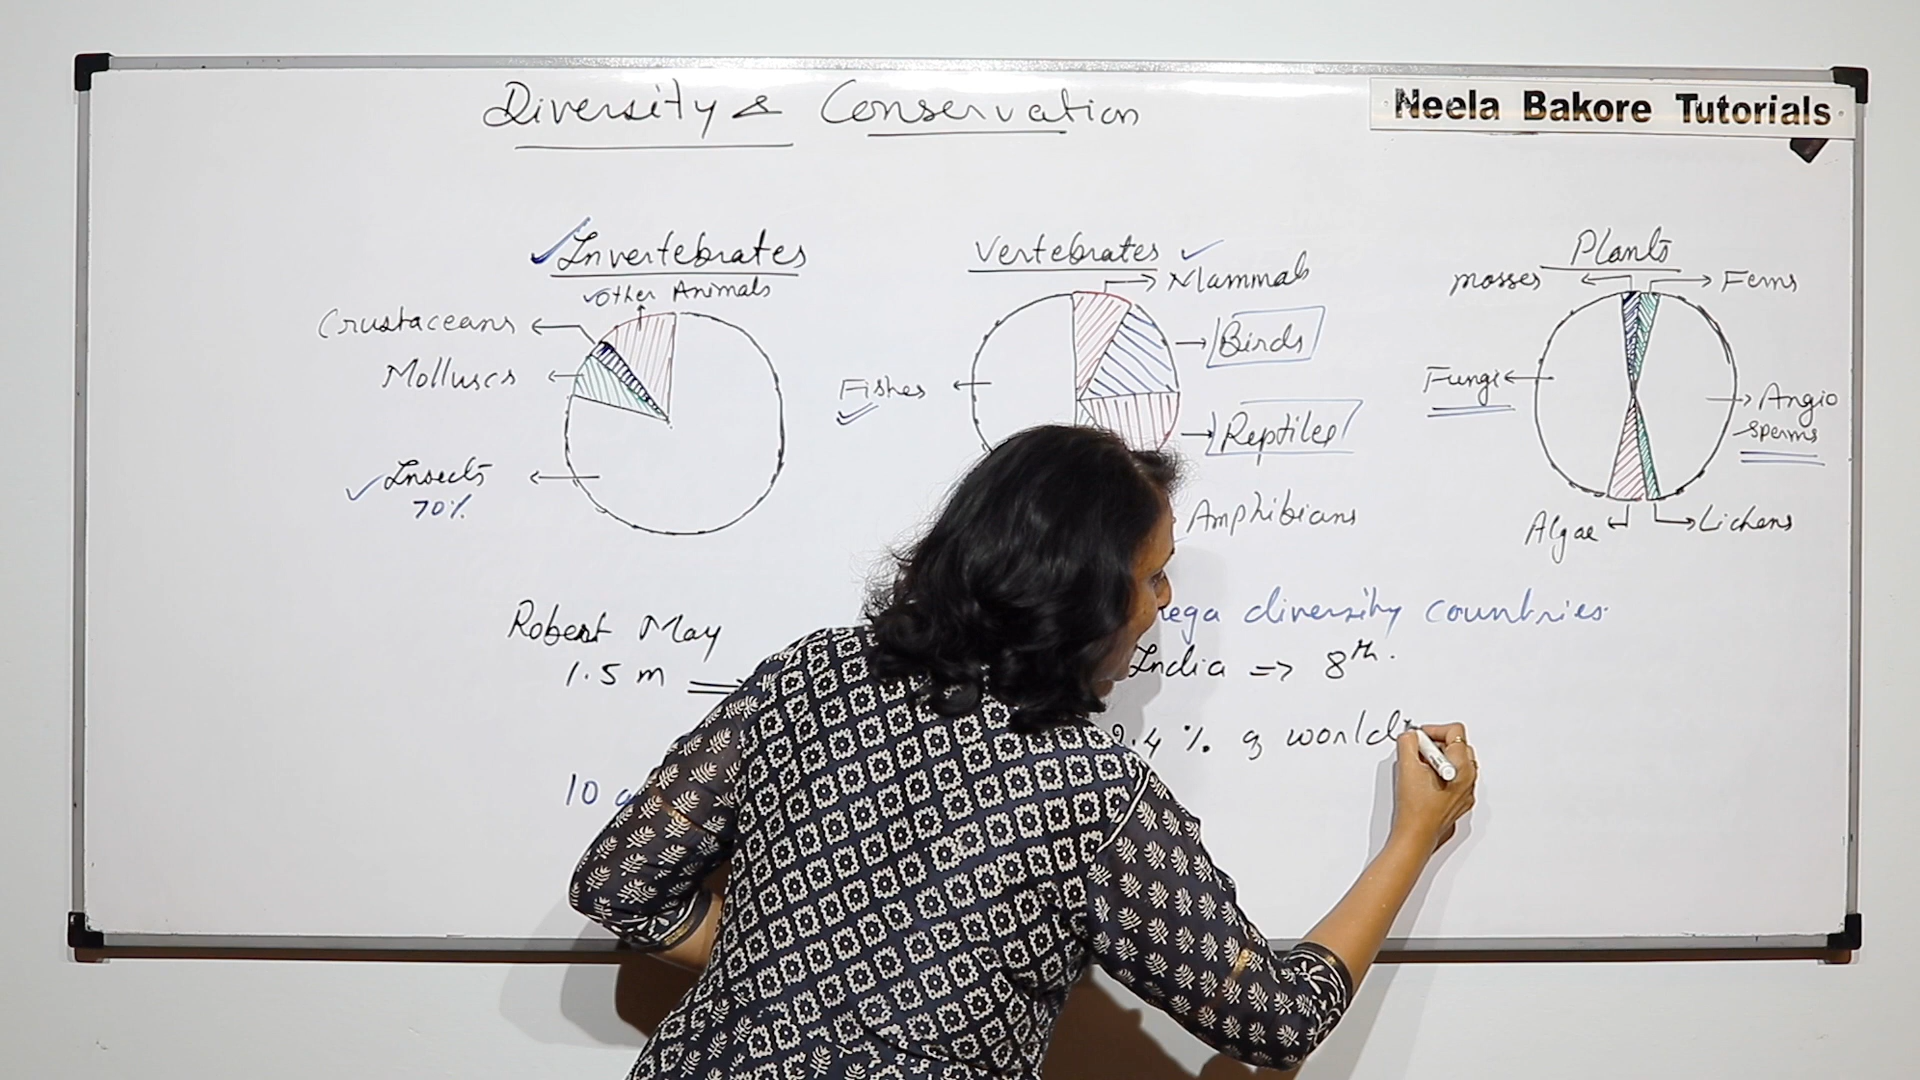 Diversity & Conservation
Neela Bakore Tutorials
Invertebrates
Other Animals
Crustaceans
Molluscs
Insects
70%
Vertebrates
Mammals
Birds
Fishes
Reptiles
Amphibians
Plants
mosses
Ferns
Fungi
Angio
sperms
Algae
Lichens
Robert May
1.5 m
10
diversity countries
India => 8th.
.4 % of world